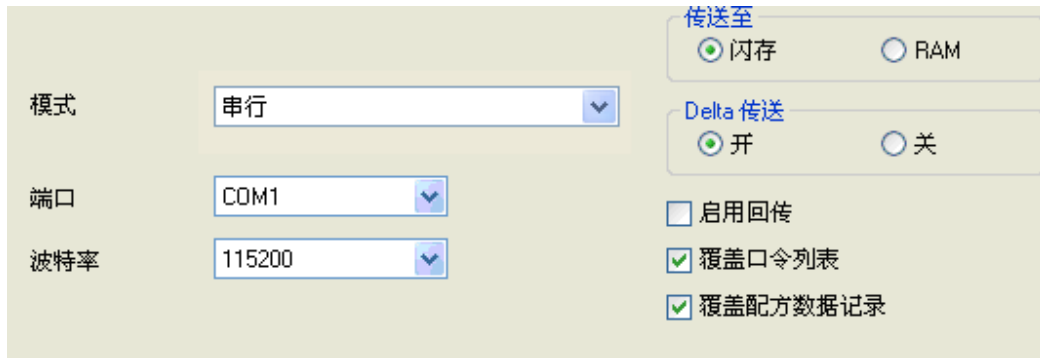 模式
串行
端口
COM1
波特率
115200
传送至
闪存 RAM
Delta 传送
开 关
启用回传
覆盖口令列表
覆盖配方数据记录